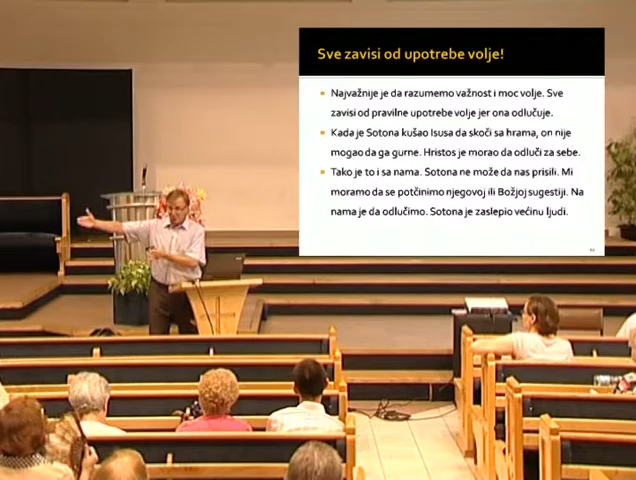 Sve zavisi od upotrebe volje!
Najvažnije je da razumemo važnost i moc volje. Sve
zavisi od pravilne upotrebe volje jer ona odlučuje.
Kada je Sotona kušao Isusa da skoči sa hrama, on nije
mogao da ga gurne. Hristos je morao da odluči za sebe.
Tako je to i sa nama. Sotona ne može da nas prisili. Mi
moramo da se potčinimo njegovoj ili Božjoj sugestiji. Na
nama je da odlučimo. Sotona je zaslepio većinu ljudi.